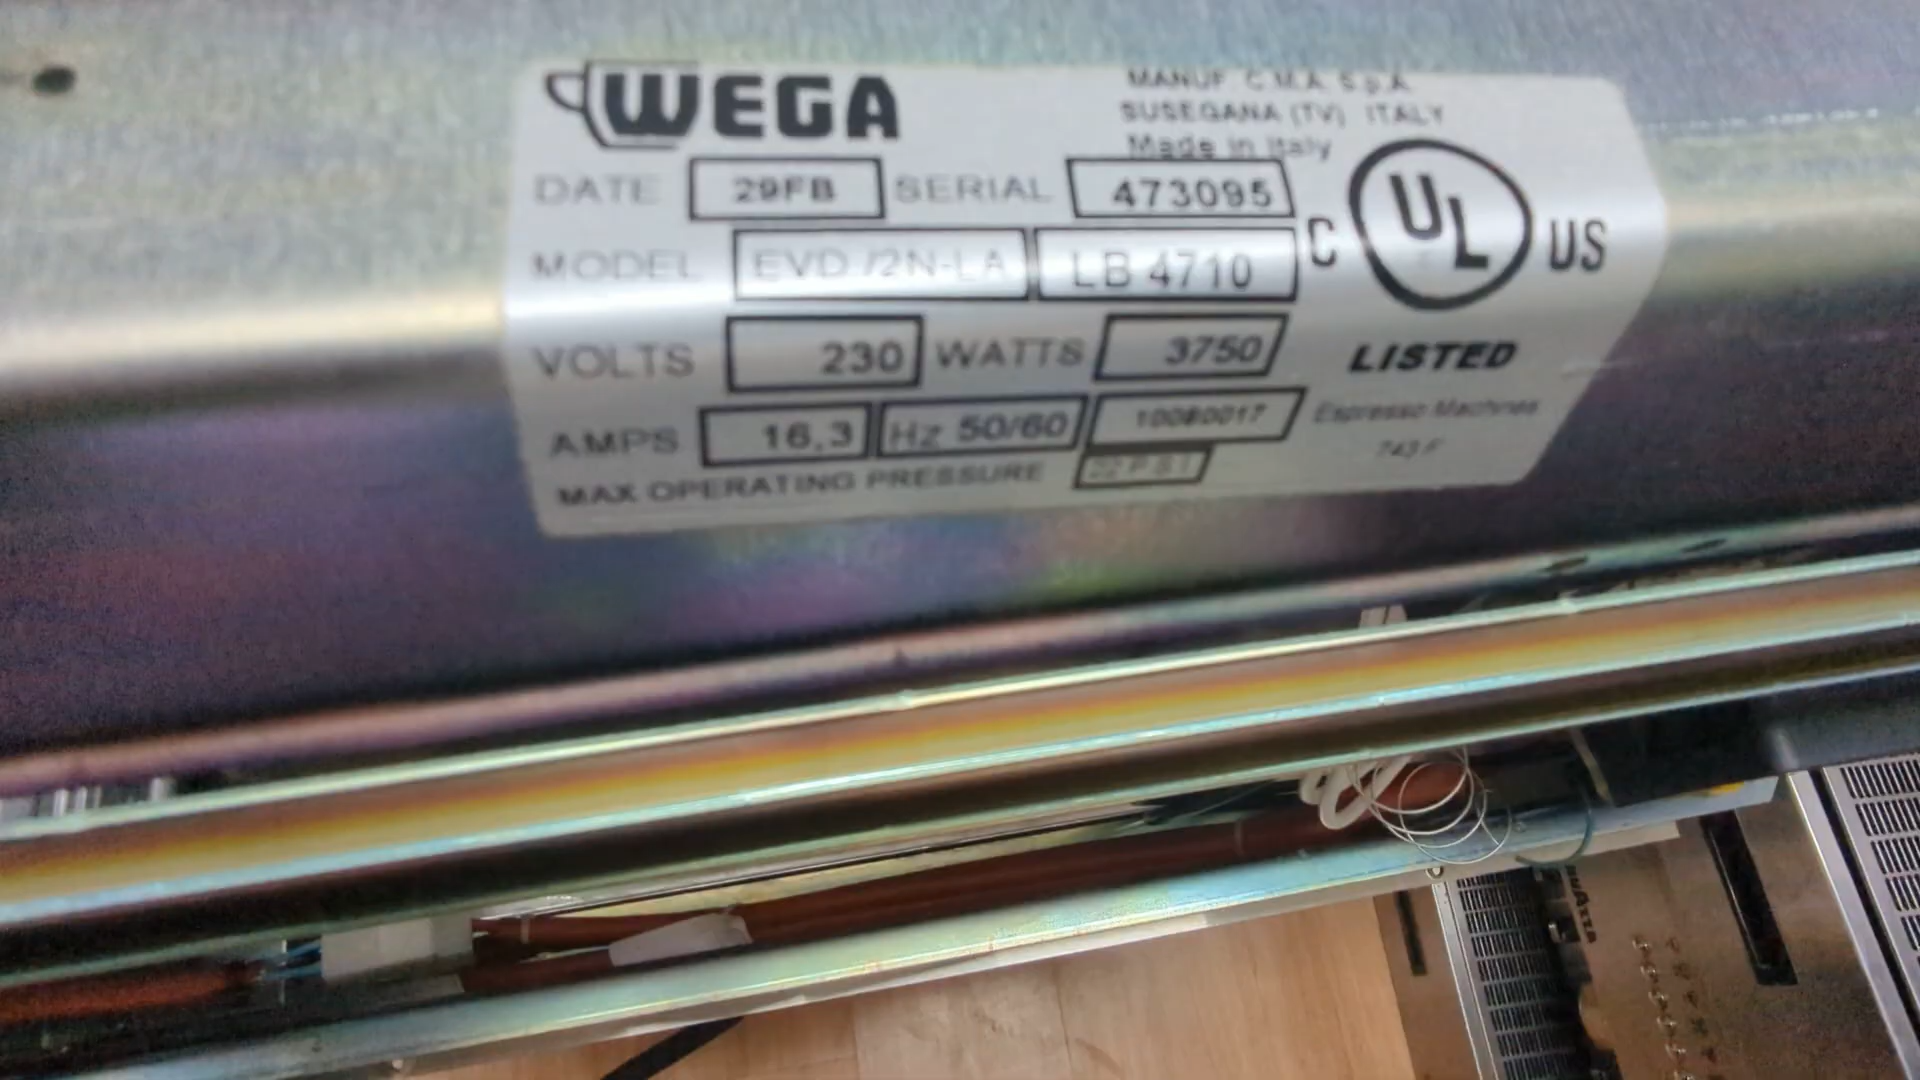 WEGA
MANUF. C.M.A. S.p.A.
SUSEGANA (TV) ITALY
Made in Italy
DATE 29FB SERIAL 473095
MODEL EVD /2N-LA LB 4710
C UL US
VOLTS 230 WATTS 3750
LISTED
AMPS 16,3 Hz 50/60 10080017
Espresso Machines
743 F
MAX OPERATING PRESSURE 22 P.S.I